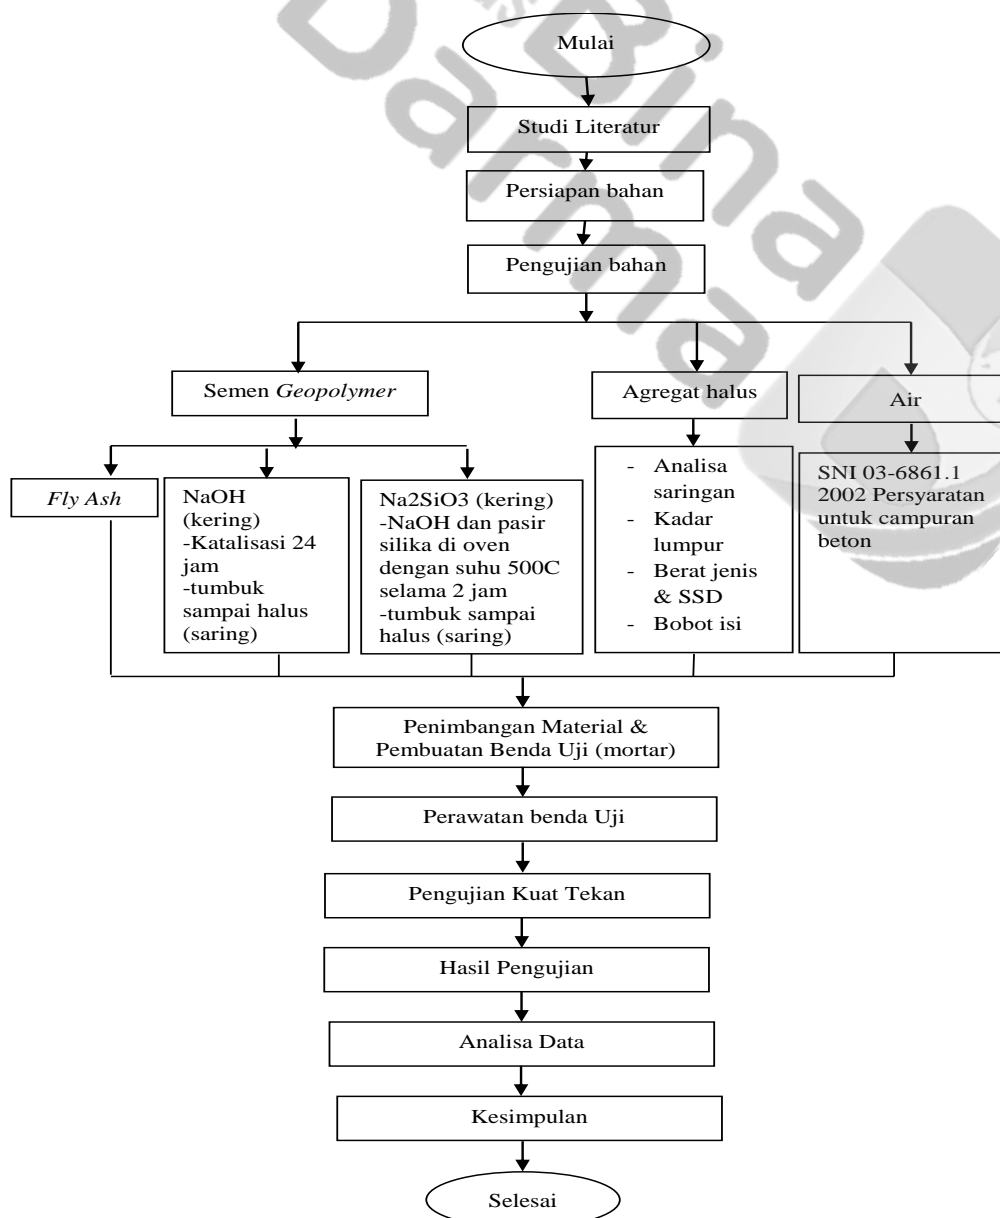 Bina
Darma
Mulai
Studi Literatur
Persiapan bahan
Pengujian bahan
Semen Geopolymer
Agregat halus
Air
Fly Ash
NaOH
(kering)
-Katalisasi 24
jam
-tumbuk
sampai halus
(saring)
Na2SiO3 (kering)
-NaOH dan pasir
silika di oven
dengan suhu 500C
selama 2 jam
-tumbuk sampai
halus (saring)
- Analisa
saringan
- Kadar
lumpur
- Berat jenis
& SSD
- Bobot isi
SNI 03-6861.1
2002 Persyaratan
untuk campuran
beton
Penimbangan Material &
Pembuatan Benda Uji (mortar)
Perawatan benda Uji
Pengujian Kuat Tekan
Hasil Pengujian
Analisa Data
Kesimpulan
Selesai